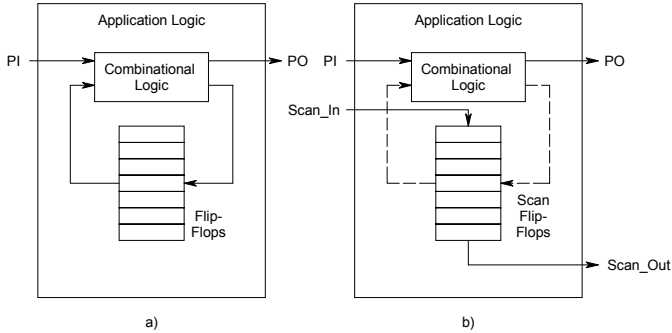 Application Logic
PI
Combinational
Logic
PO
Flip-
Flops
a)
Application Logic
PI
Combinational
Logic
PO
Scan_In
Scan
Flip-
Flops
Scan_Out
b)